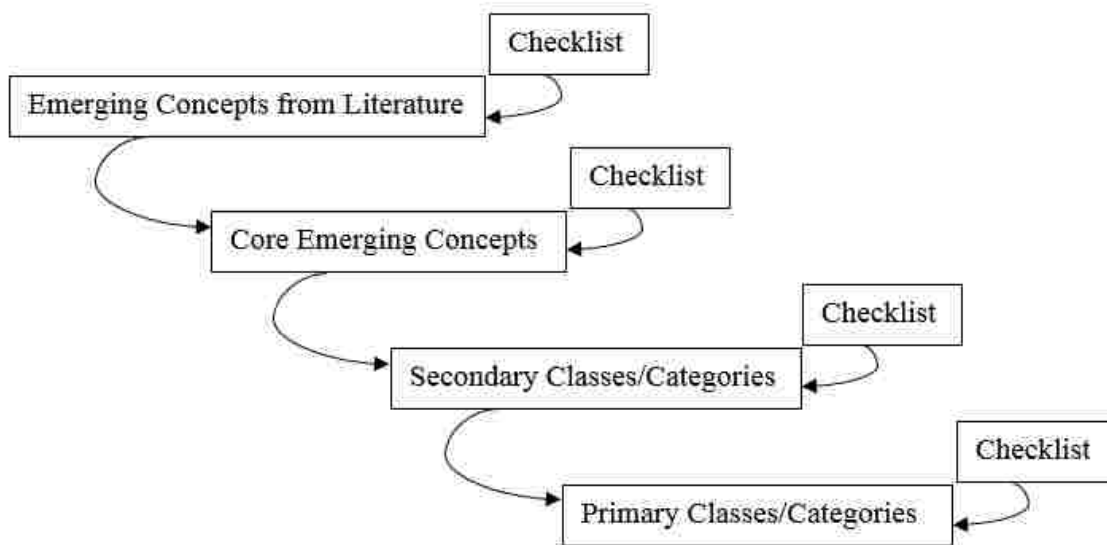 Checklist
Emerging Concepts from Literature
Checklist
Core Emerging Concepts
Checklist
Secondary Classes/Categories
Checklist
Primary Classes/Categories